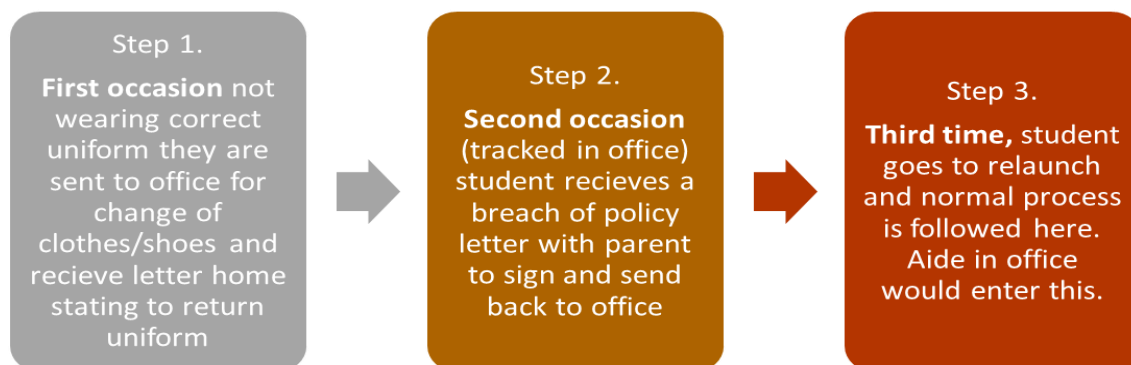 Step 1.
First occasion not
wearing correct
uniform they are
sent to office for
change of
clothes/shoes and
recieve letter home
stating to return
uniform
Step 2.
Second occasion
(tracked in office)
student recieves a
breach of policy
letter with parent
to sign and send
back to office
Step 3.
Third time, student
goes to relaunch
and normal process
is followed here.
Aide in office
would enter this.